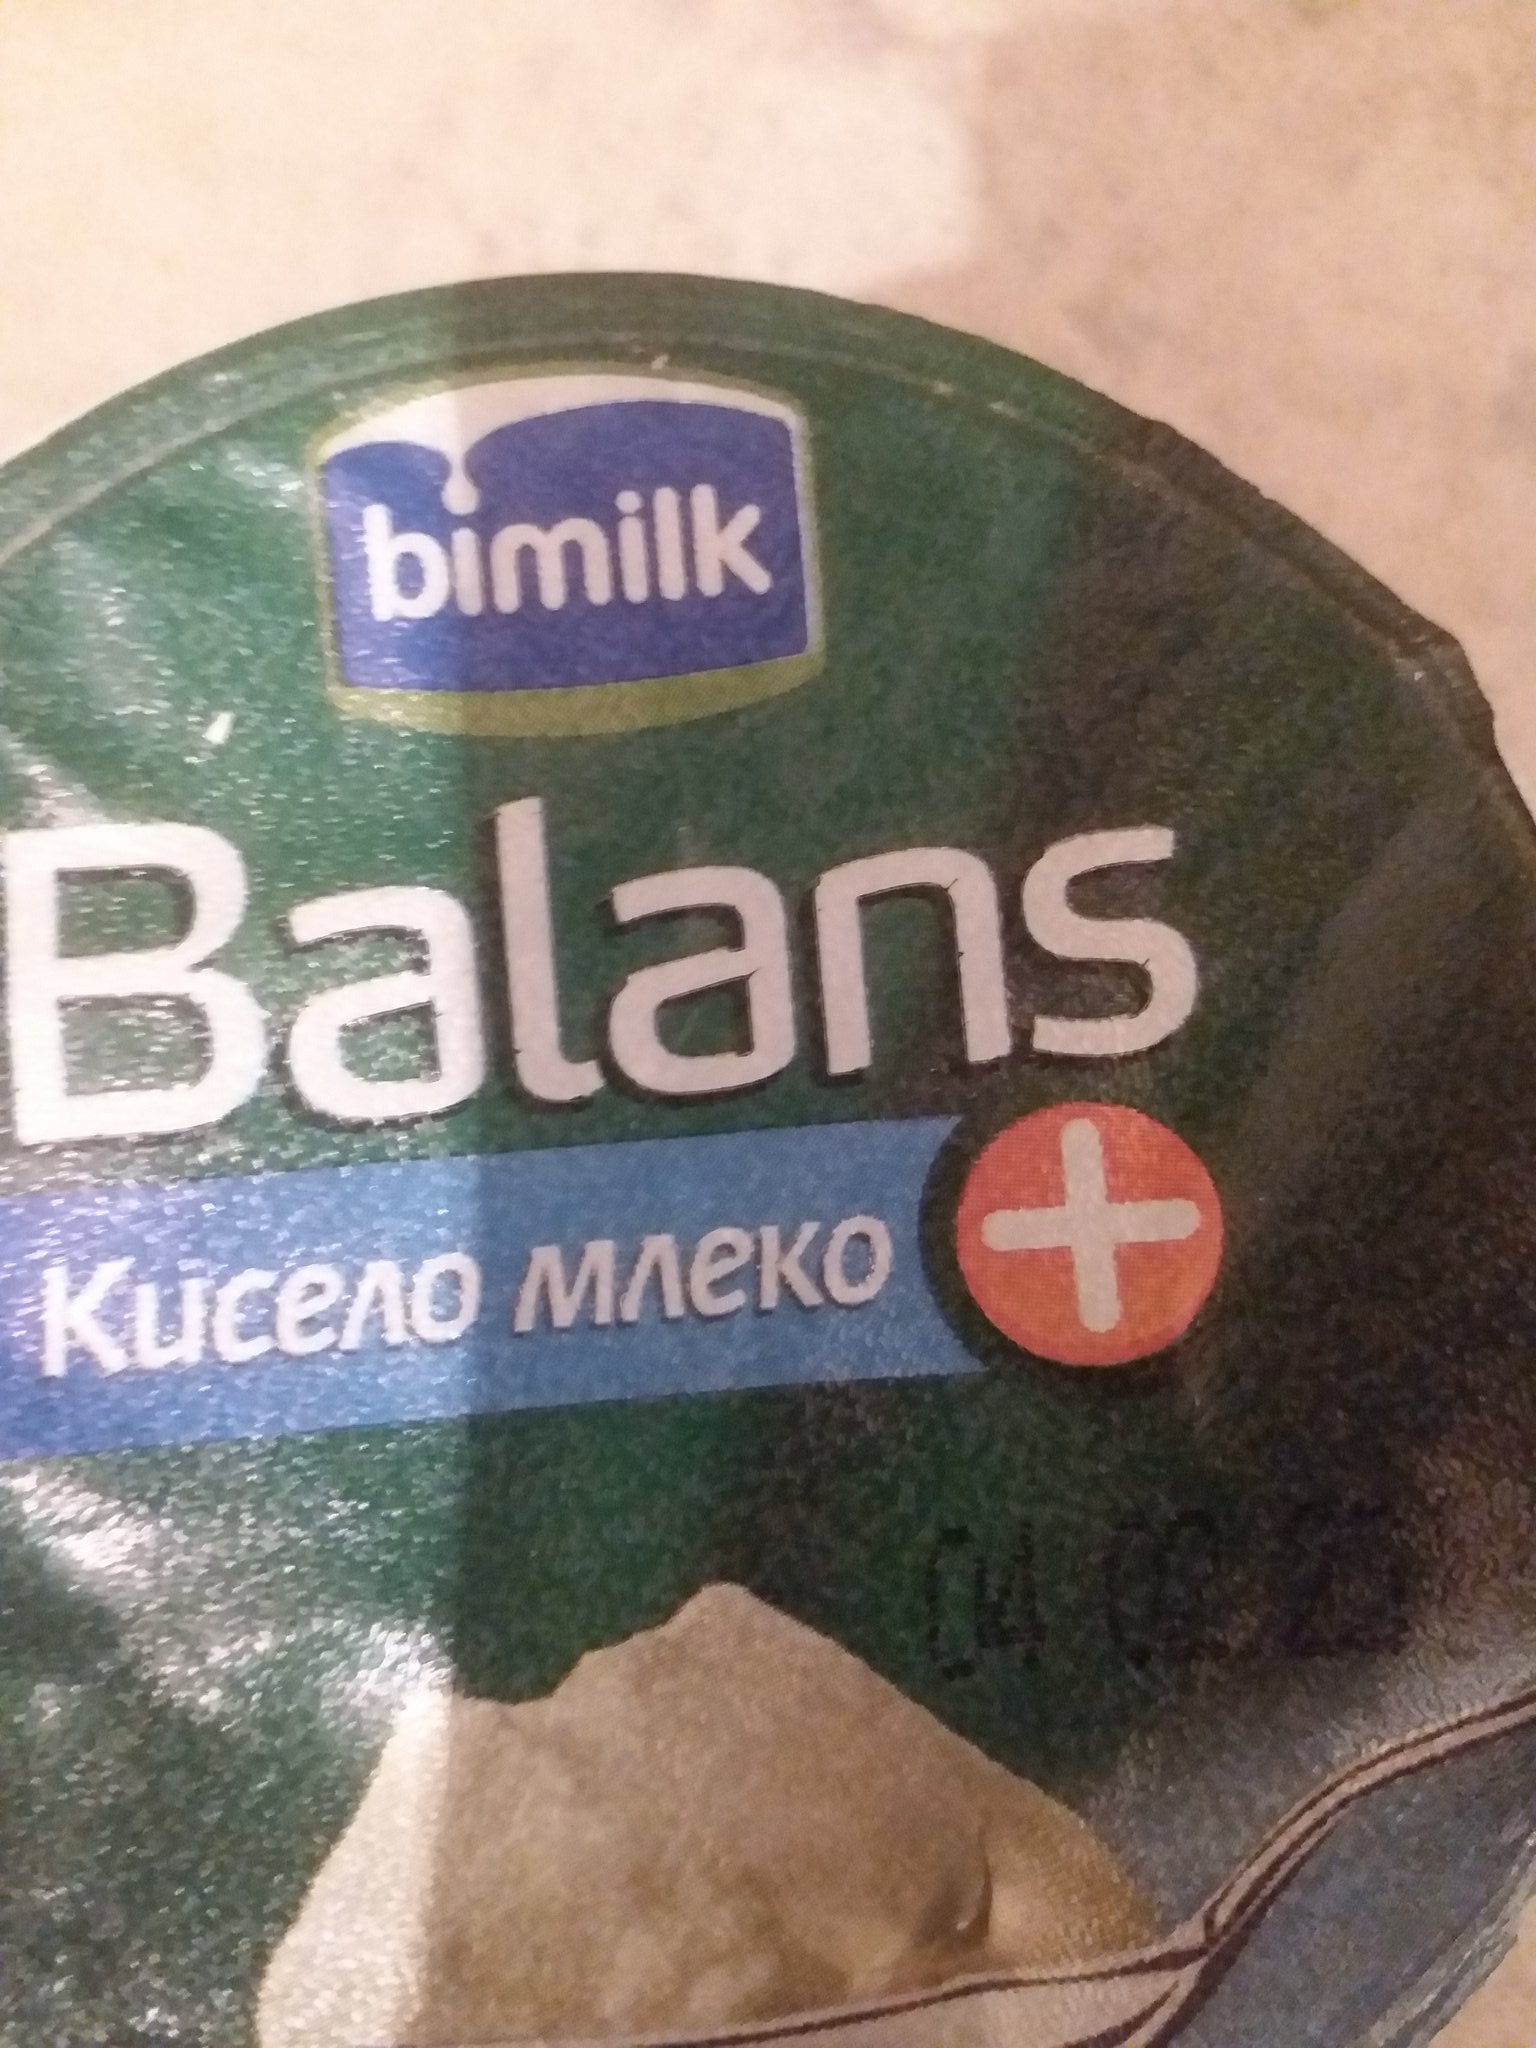 bimilk
Balans
Кисело млеко
+